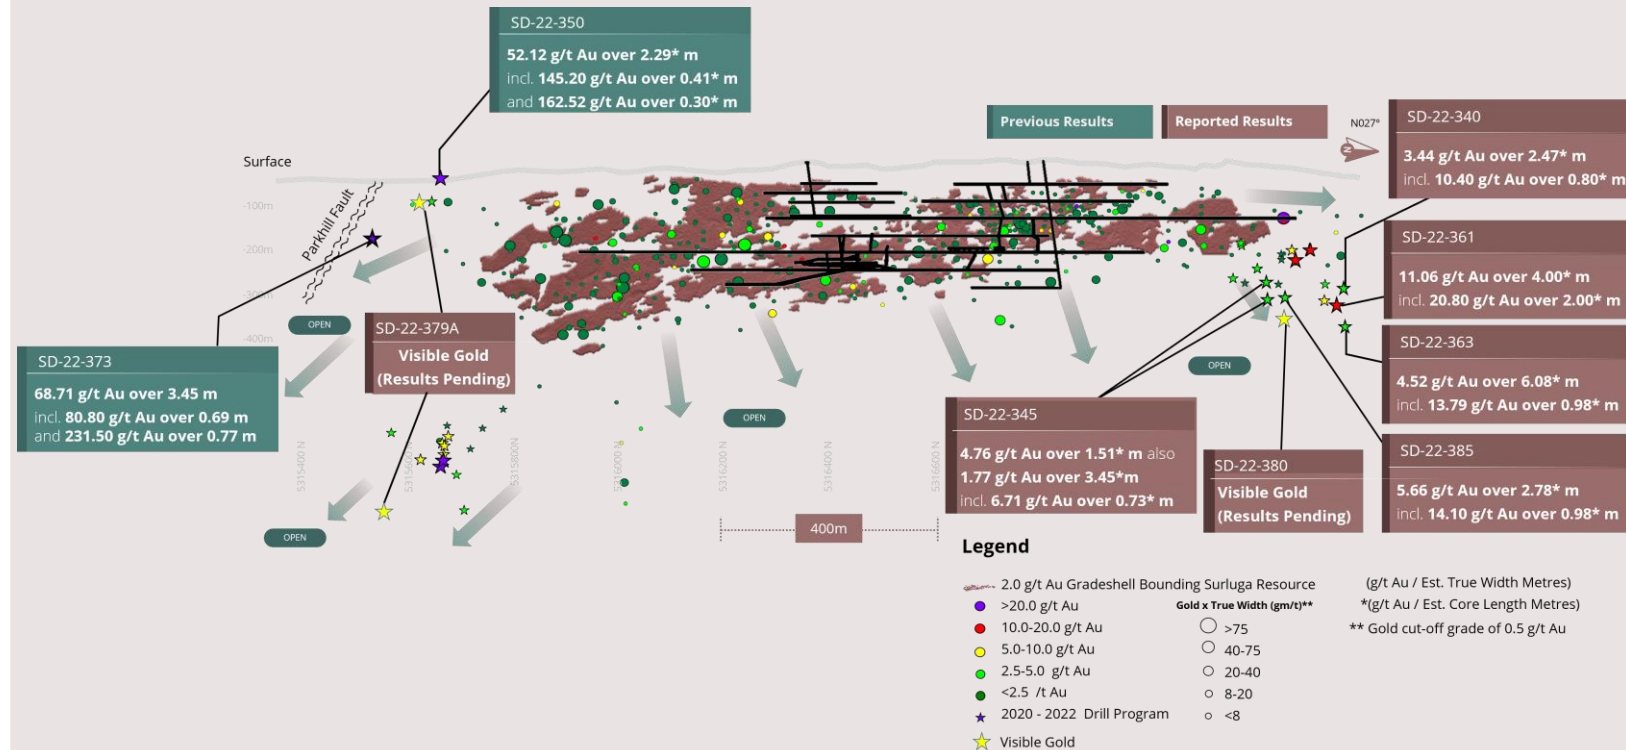 SD-22-350
52.12 g/t Au over 2.29* m
incl. 145.20 g/t Au over 0.41* m
and 162.52 g/t Au over 0.30* m
Previous Results
Reported Results
N027°
N
SD-22-340
3.44 g/t Au over 2.47* m
incl. 10.40 g/t Au over 0.80* m
Surface
-100m
-200m
-300m
-400m
Parkhill Fault
SD-22-361
11.06 g/t Au over 4.00* m
incl. 20.80 g/t Au over 2.00* m
OPEN
SD-22-379A
Visible Gold
(Results Pending)
SD-22-363
4.52 g/t Au over 6.08* m
incl. 13.79 g/t Au over 0.98* m
SD-22-373
68.71 g/t Au over 3.45 m
incl. 80.80 g/t Au over 0.69 m
and 231.50 g/t Au over 0.77 m
OPEN
OPEN
SD-22-345
4.76 g/t Au over 1.51* m also
1.77 g/t Au over 3.45*m
incl. 6.71 g/t Au over 0.73* m
SD-22-380
Visible Gold
(Results Pending)
SD-22-385
5.66 g/t Au over 2.78* m
incl. 14.10 g/t Au over 0.98* m
5315400 N
5315600 N
5315800N
5316000 N
5316200 N
5316400 N
5316600 N
OPEN
400m
Legend
2.0 g/t Au Gradeshell Bounding Surluga Resource
>20.0 g/t Au
10.0-20.0 g/t Au
5.0-10.0 g/t Au
2.5-5.0 g/t Au
<2.5 /t Au
2020 - 2022 Drill Program
Visible Gold
Gold x True Width (gm/t)**
>75
40-75
20-40
8-20
<8
(g/t Au / Est. True Width Metres)
*(g/t Au / Est. Core Length Metres)
** Gold cut-off grade of 0.5 g/t Au